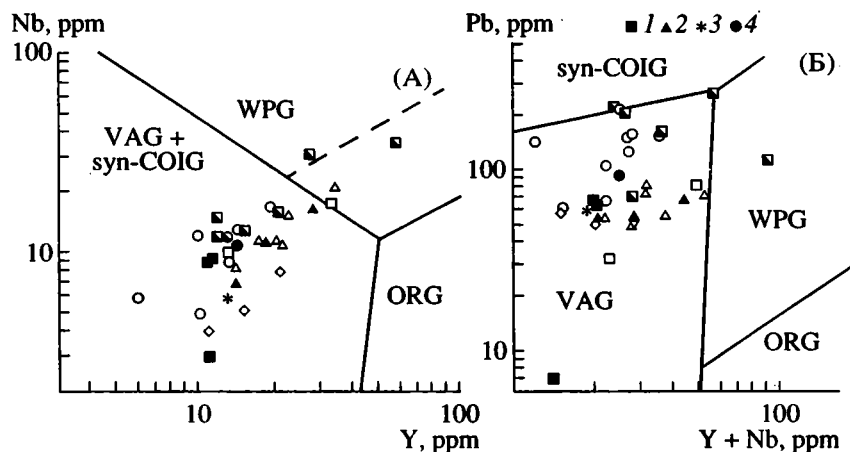 Nb, ppm
100
10
(А)
WPG
VAG +
syn-COIG
ORG
10
100
Y, ppm
Pb, ppm
■ 1 ▲ 2 * 3 ● 4
(Б)
syn-COIG
100
10
WPG
VAG
ORG
100
Y + Nb, ppm